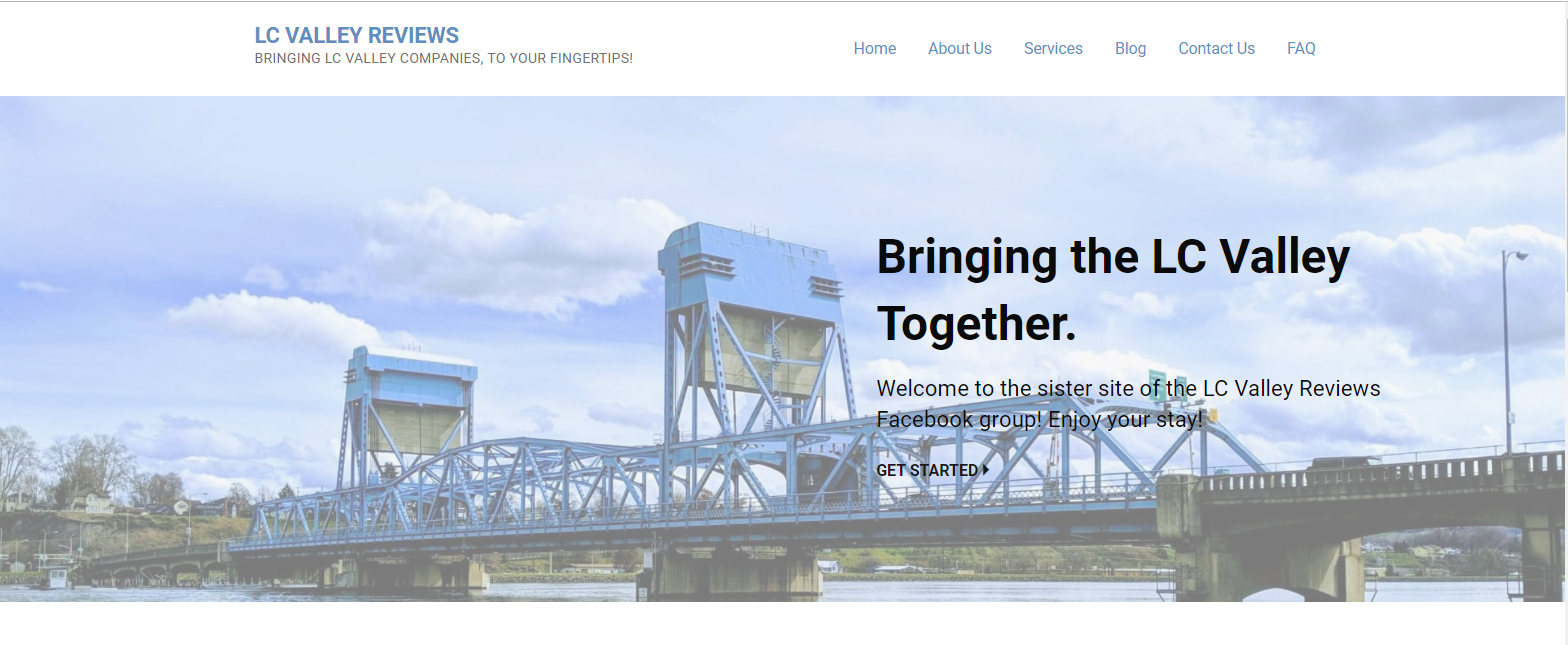 LC VALLEY REVIEWS
BRINGING LC VALLEY COMPANIES, TO YOUR FINGERTIPS!
Home About Us Services Blog Contact Us FAQ
Bringing the LC Valley
Together.
Welcome to the sister site of the LC Valley Reviews
Facebook group! Enjoy your stay!
GET STARTED